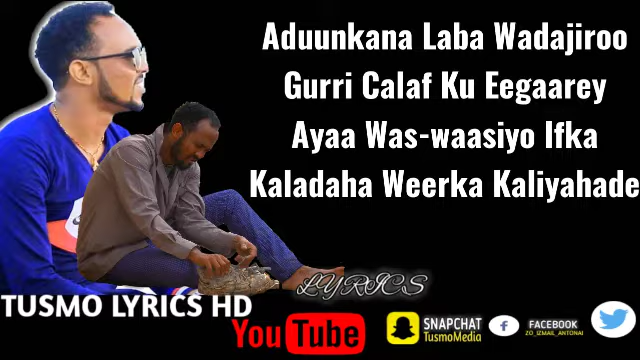 Aduunkana Laba Wadajiroo
Gurri Calaf Ku Eegaarey
Ayaa Was-waasiyo Ifka
Kaladaha Weerka Kaliyahade
LYRICS
TUSMO LYRICS HD
YouTube
SNAPCHAT
TusmoMedia
f
FACEBOOK
ZO_IZMAIL_ANTONAI